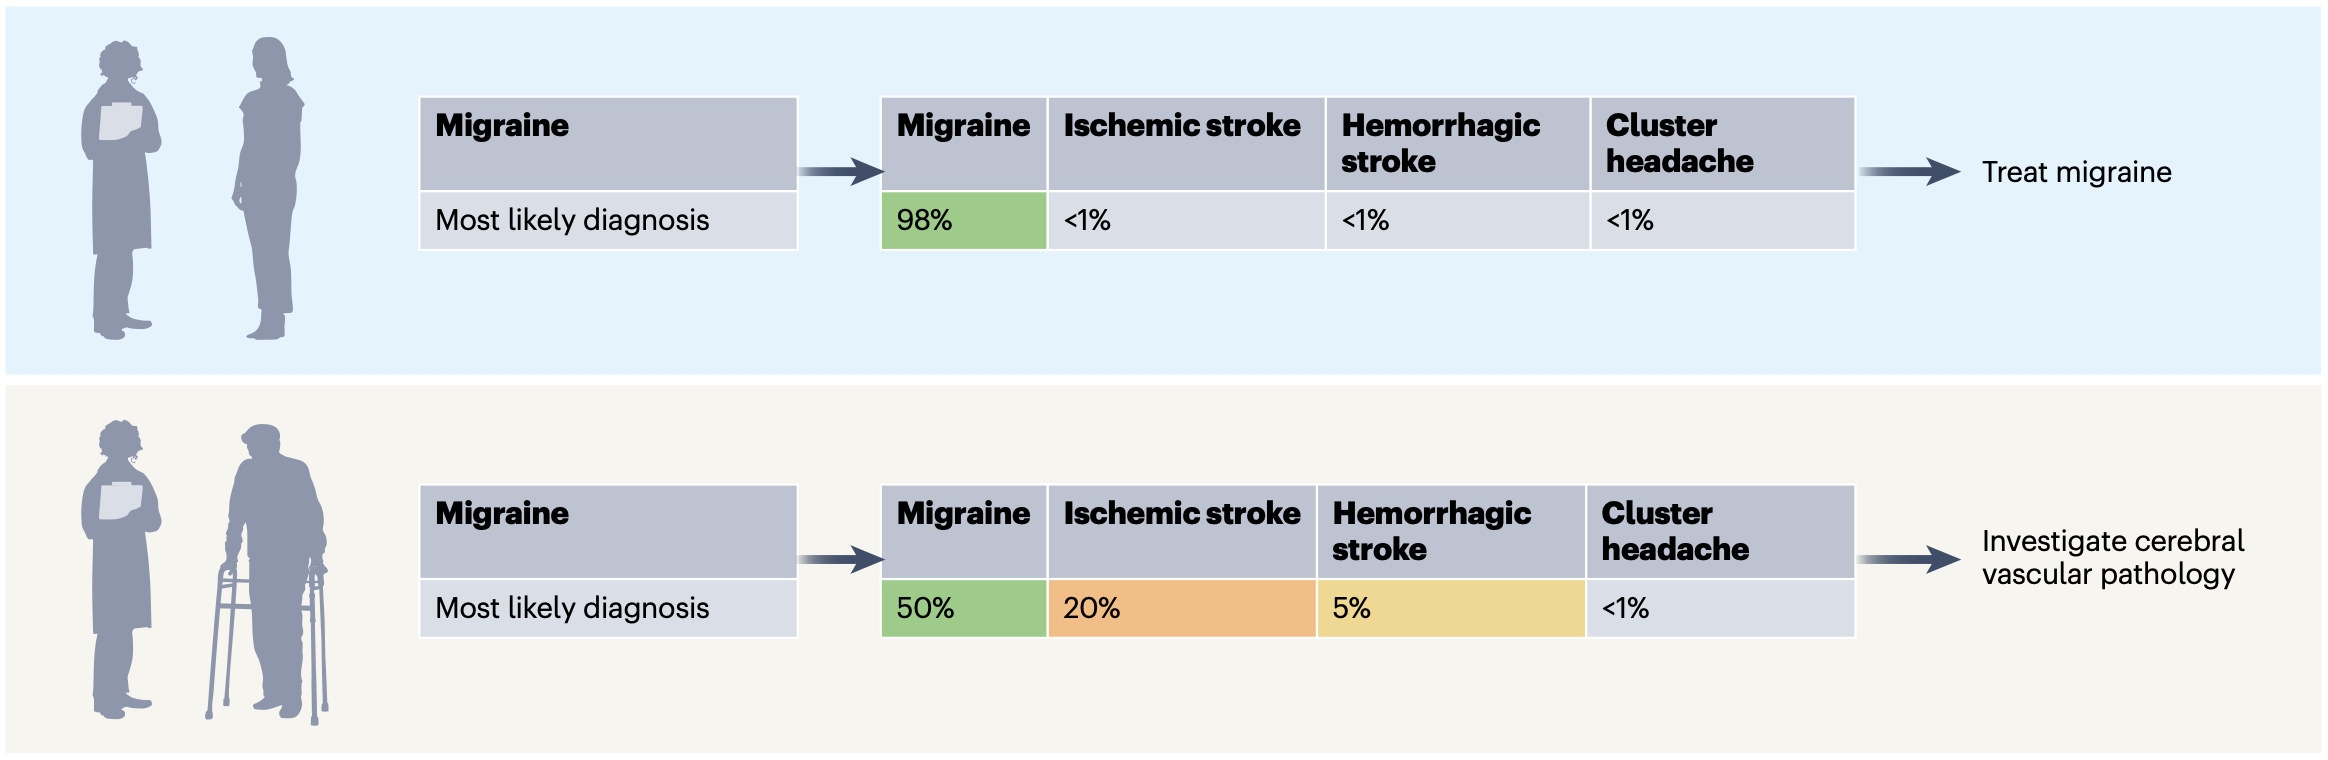 Migraine
Most likely diagnosis
Migraine
Ischemic stroke
Hemorrhagic
stroke
Cluster
headache
98%
<1%
<1%
<1%
Treat migraine
Migraine
Most likely diagnosis
Migraine
Ischemic stroke
Hemorrhagic
stroke
Cluster
headache
50%
20%
5%
<1%
Investigate cerebral
vascular pathology